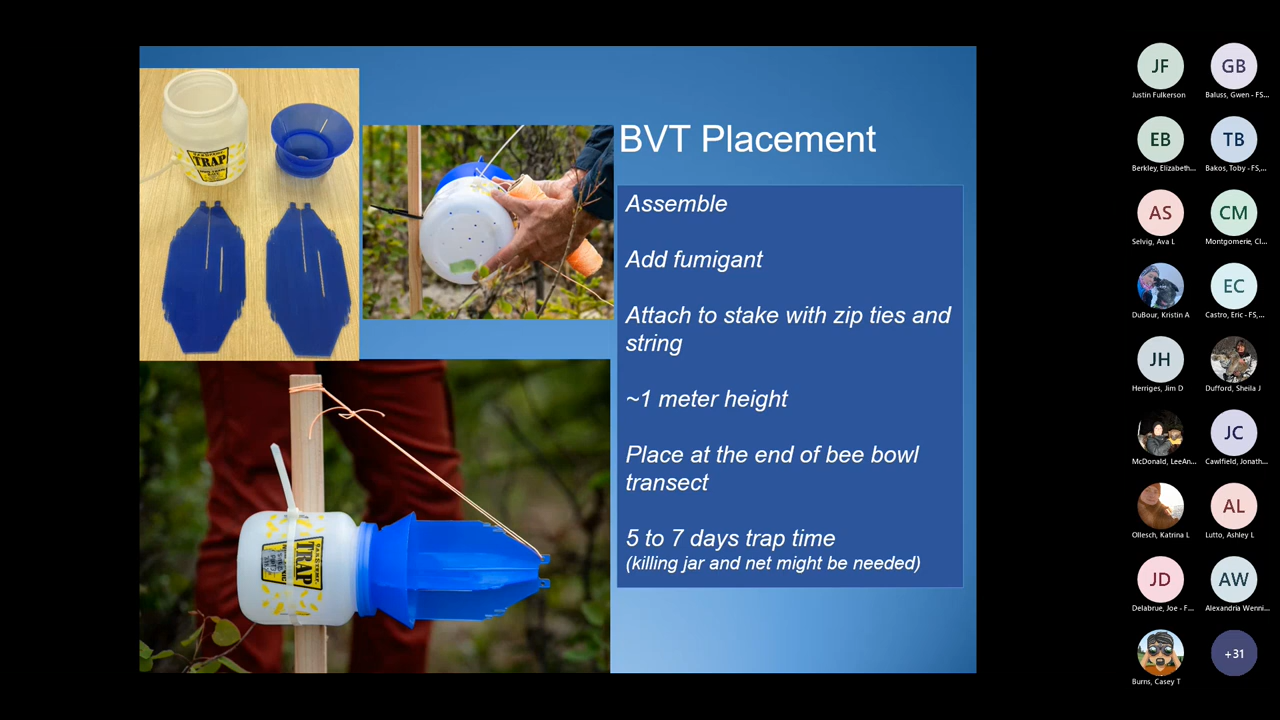 BVT Placement
Assemble
Add fumigant
Attach to stake with zip ties and
string
~1 meter height
Place at the end of bee bowl
transect
5 to 7 days trap time
(killing jar and net might be needed)
TRAP
TRAP
JF
Justin Fulkerson
GB
Baluss, Gwen - FS...
EB
Berkley, Elizabeth...
TB
Bakos, Toby - FS,...
AS
Selvig, Ava L
CM
Montgomerie, Cl...
DuBour, Kristin A
EC
Castro, Eric - FS,...
JH
Herriges, Jim D
Dufford, Sheila J
McDonald, LeeAn...
JC
Cawlfield, Jonath...
Ollesch, Katrina L
AL
Lutto, Ashley L
JD
Delabrue, Joe - F...
AW
Alexandria Wenni...
Burns, Casey T
+31